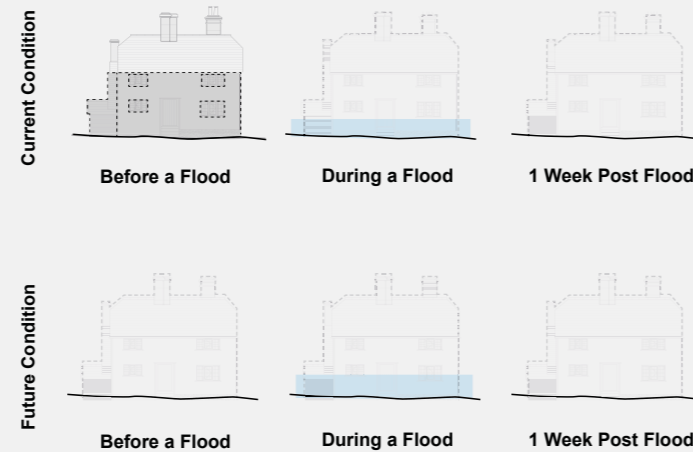 Current Condition
Before a Flood
During a Flood
1 Week Post Flood
Future Condition
Before a Flood
During a Flood
1 Week Post Flood